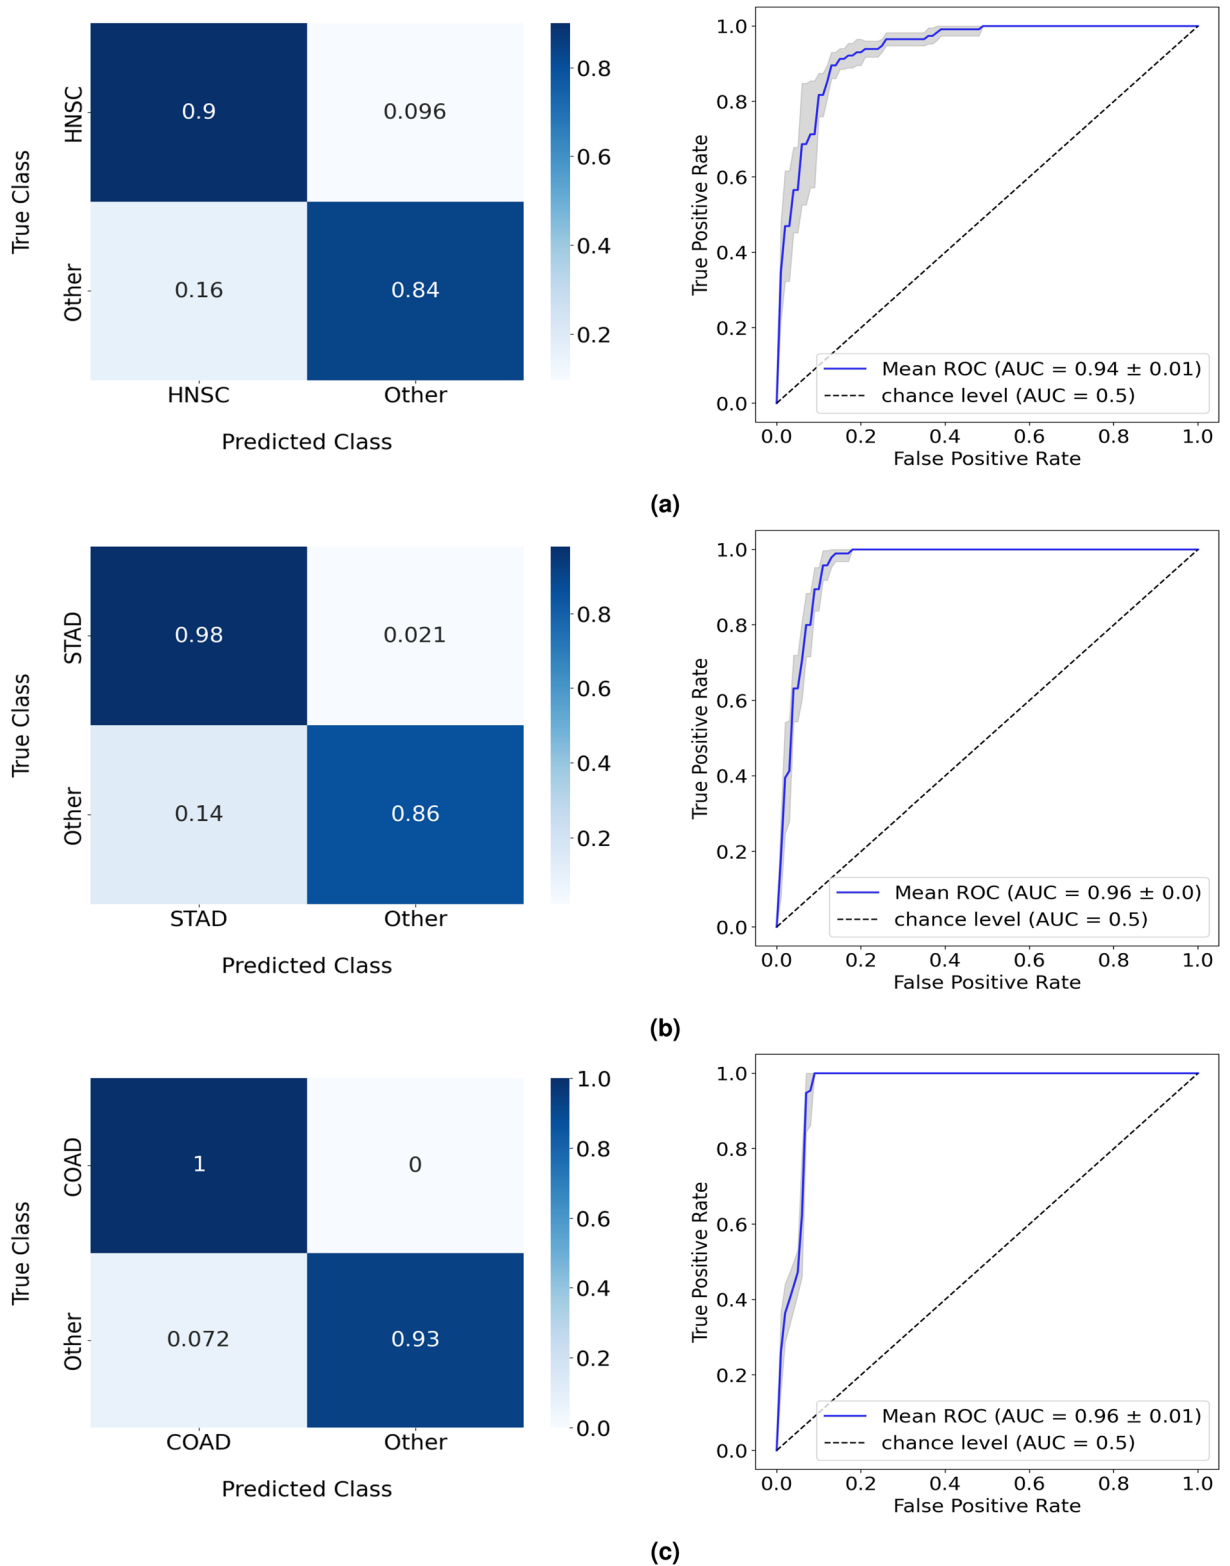 True Class
HNSC
Other
0.9
0.096
0.16
0.84
HNSC
Other
Predicted Class
0.8
0.6
0.4
0.2
True Positive Rate
1.0
0.8
0.6
0.4
0.2
0.0
Mean ROC (AUC = 0.94 ± 0.01)
chance level (AUC = 0.5)
0.0 0.2 0.4 0.6 0.8 1.0
False Positive Rate
(a)
True Class
STAD
Other
0.98
0.021
0.14
0.86
STAD
Other
Predicted Class
0.8
0.6
0.4
0.2
True Positive Rate
1.0
0.8
0.6
0.4
0.2
0.0
Mean ROC (AUC = 0.96 ± 0.0)
chance level (AUC = 0.5)
0.0 0.2 0.4 0.6 0.8 1.0
False Positive Rate
(b)
True Class
COAD
Other
1
0
0.072
0.93
COAD
Other
Predicted Class
1.0
0.8
0.6
0.4
0.2
0.0
True Positive Rate
1.0
0.8
0.6
0.4
0.2
0.0
Mean ROC (AUC = 0.96 ± 0.01)
chance level (AUC = 0.5)
0.0 0.2 0.4 0.6 0.8 1.0
False Positive Rate
(c)